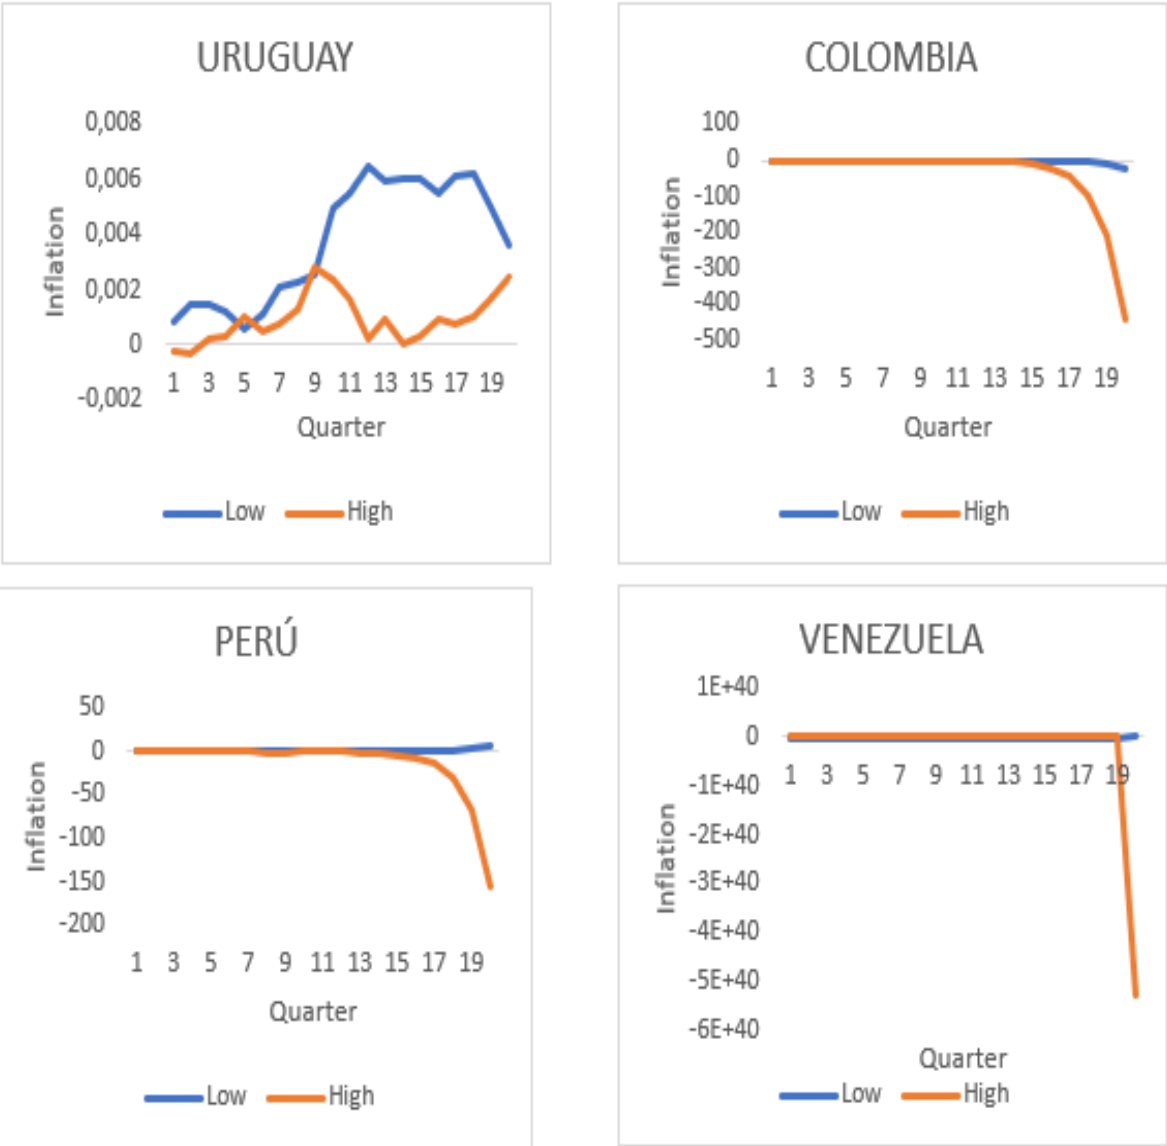 URUGUAY
0,008
0,006
0,004
0,002
0
-0,002
Inflation
1 3 5 7 9 11 13 15 17 19
Quarter
Low High
COLOMBIA
100
0
-100
-200
-300
-400
-500
Inflation
1 3 5 7 9 11 13 15 17 19
Quarter
Low High
PERÚ
50
0
-50
-100
-150
-200
Inflation
1 3 5 7 9 11 13 15 17 19
Quarter
Low High
VENEZUELA
1E+40
0
-1E+40
-2E+40
-3E+40
-4E+40
-5E+40
-6E+40
Inflation
1 3 5 7 9 11 13 15 17 19
Quarter
Low High